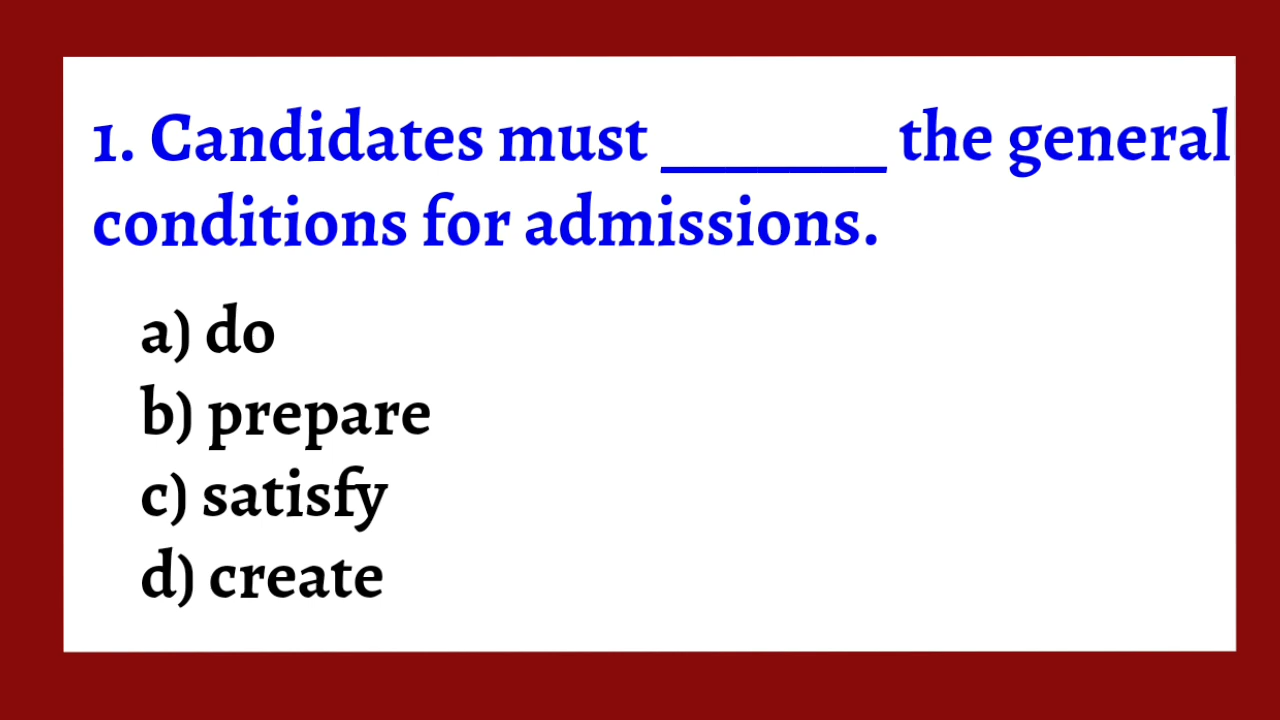 1. Candidates must _______ the general
conditions for admissions.
a) do
b) prepare
c) satisfy
d) create